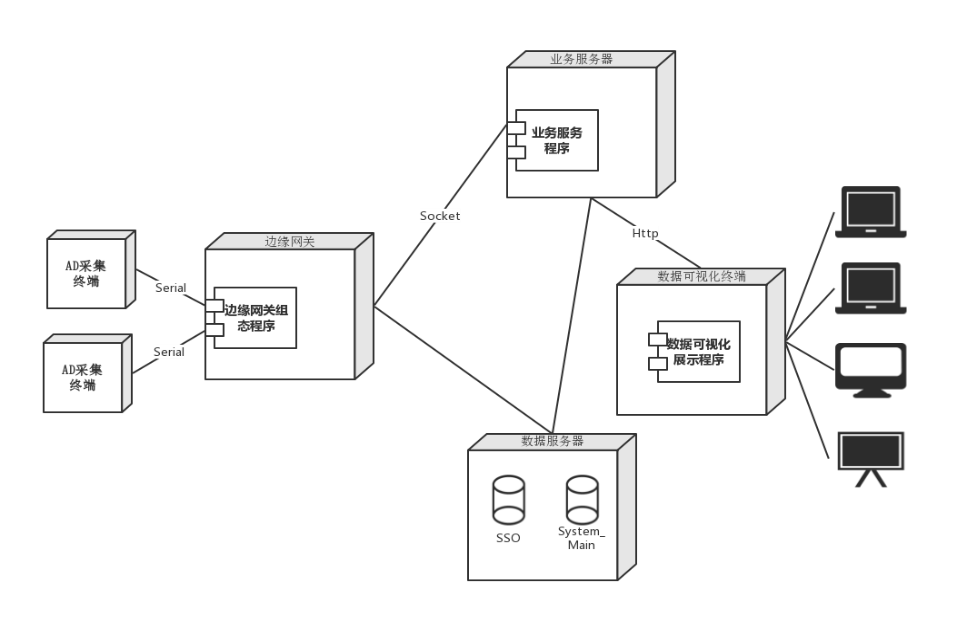 业务服务器
业务服务
程序
Socket
Http
边缘网关
AD采集
终端
Serial
边缘网关组
态程序
Serial
AD采集
终端
数据可视化终端
数据可视化
展示程序
数据服务器
SSO
System_
Main